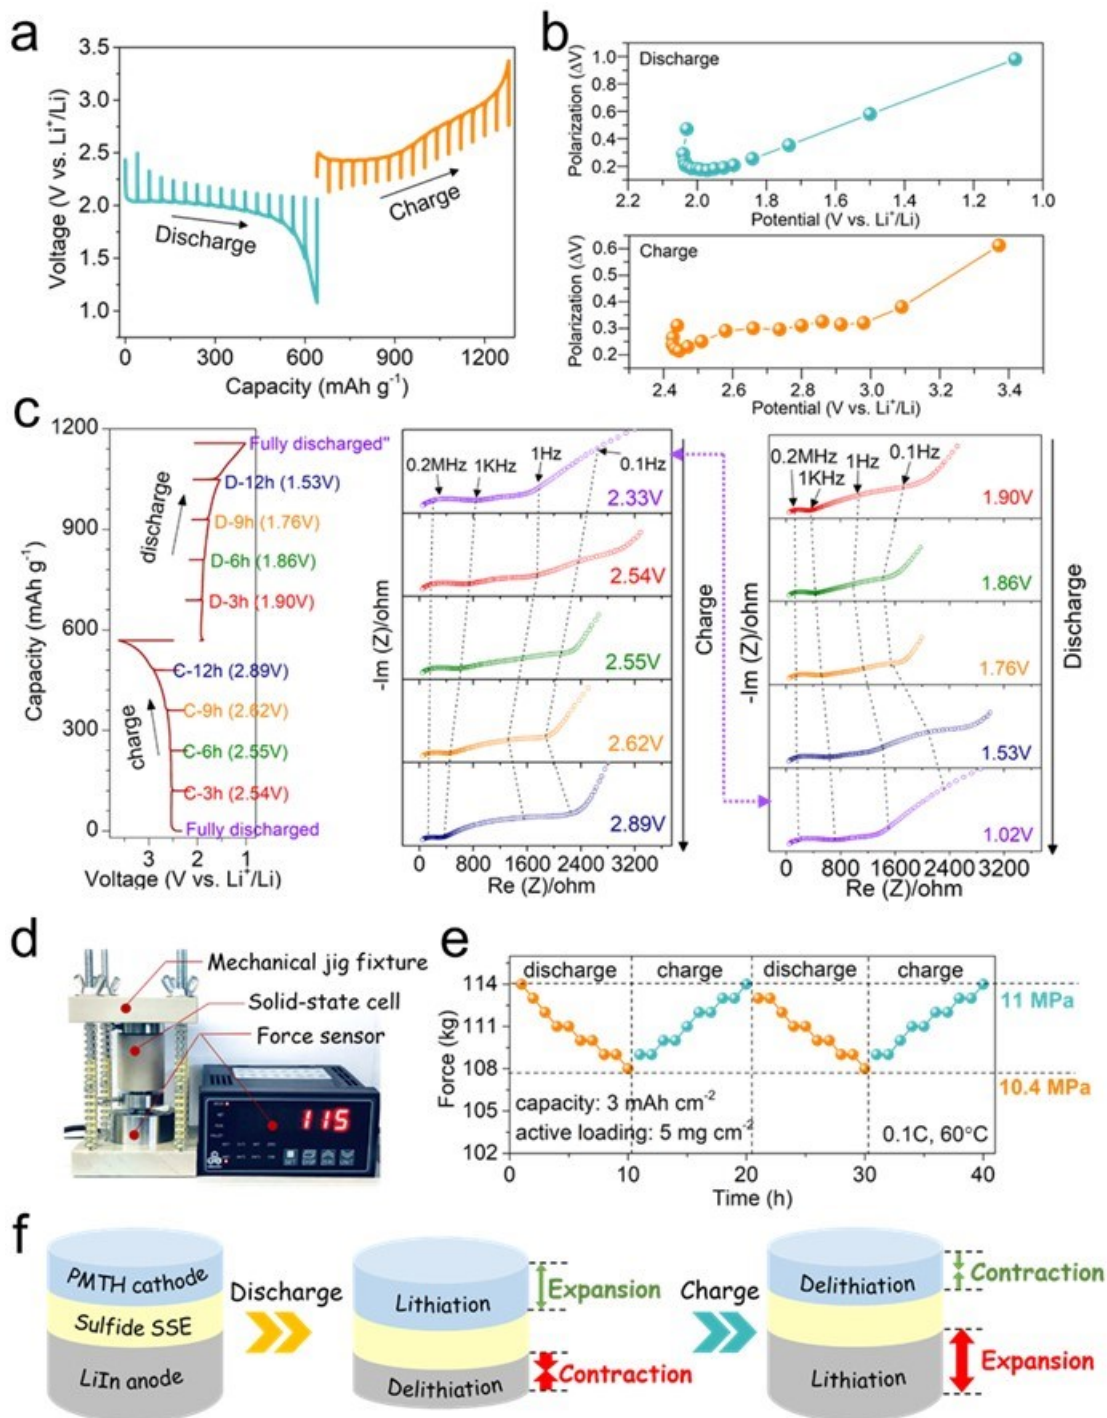 a
3.5
3.0
2.5
2.0
1.5
1.0
Voltage (V vs. Li⁺/Li)
Discharge
Charge
0 300 600 900 1200
Capacity (mAh g⁻¹)
b
Discharge
1.0
0.8
0.6
0.4
0.2
Polarization (ΔV)
2.2 2.0 1.8 1.6 1.4 1.2 1.0
Potential (V vs. Li⁺/Li)
Charge
0.6
0.5
0.4
0.3
0.2
Polarization (ΔV)
2.4 2.6 2.8 3.0 3.2 3.4
Potential (V vs. Li⁺/Li)
c
1200
900
600
300
0
Capacity (mAh g⁻¹)
Fully discharged"
D-12h (1.53V)
D-9h (1.76V)
D-6h (1.86V)
D-3h (1.90V)
discharge
C-12h (2.89V)
C-9h (2.62V)
C-6h (2.55V)
C-3h (2.54V)
Fully discharged
charge
3 2 1
Voltage (V vs. Li⁺/Li)
0.2MHz 1KHz 1Hz 0.1Hz
2.33V
2.54V
2.55V
2.62V
2.89V
-Im (Z)/ohm
0 800 1600 2400 3200
Re (Z)/ohm
Charge
0.2MHz 1KHz 1Hz 0.1Hz
1.90V
1.86V
1.76V
1.53V
1.02V
-Im (Z)/ohm
0 800 1600 2400 3200
Re (Z)/ohm
Discharge
d
Mechanical jig fixture
Solid-state cell
Force sensor
115
e
discharge charge discharge charge
114
111
108
105
102
Force (kg)
11 MPa
10.4 MPa
capacity: 3 mAh cm⁻²
active loading: 5 mg cm⁻²
0.1C, 60°C
0 10 20 30 40
Time (h)
f
PMTH cathode
Sulfide SSE
LiIn anode
Discharge
Lithiation
Expansion
Delithiation
Contraction
Charge
Delithiation
Contraction
Lithiation
Expansion